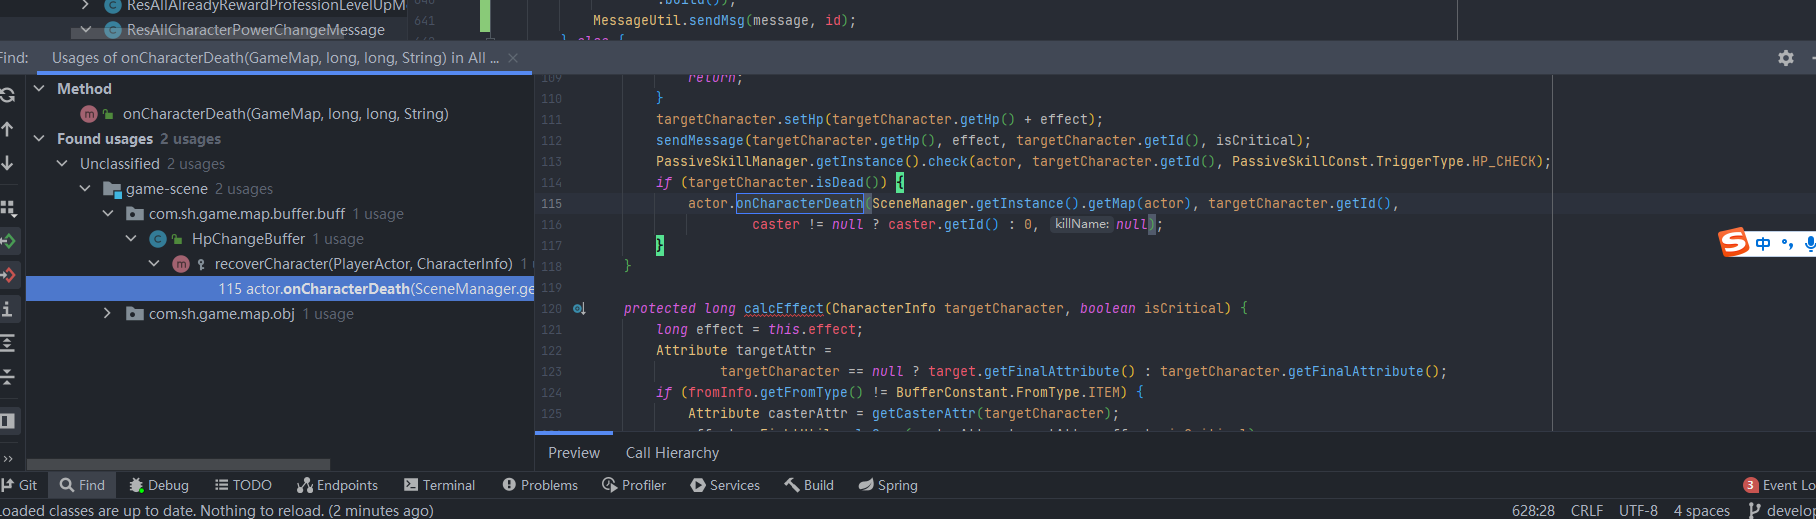 ResAllAlreadyRewardProfessionLevelUpM
ResAllCharacterPowerChangeMessage
641 MessageUtil.sendMsg(message, id);
} else {
Find: Usages of onCharacterDeath(GameMap, long, long, String) in All ...
Method
onCharacterDeath(GameMap, long, long, String)
Found usages 2 usages
Unclassified 2 usages
game-scene 2 usages
com.sh.game.map.buffer.buff 1 usage
HpChangeBuffer 1 usage
recoverCharacter(PlayerActor, CharacterInfo) 1
115 actor.onCharacterDeath(SceneManager.ge
com.sh.game.map.obj 1 usage
109 return;
110 }
111 targetCharacter.setHp(targetCharacter.getHp() + effect);
112 sendMessage(targetCharacter.getHp(), effect, targetCharacter.getId(), isCritical);
113 PassiveSkillManager.getInstance().check(actor, targetCharacter.getId(), PassiveSkillConst.TriggerType.HP_CHECK);
114 if (targetCharacter.isDead()) {
115 actor.onCharacterDeath(SceneManager.getInstance().getMap(actor), targetCharacter.getId(),
116 caster != null ? caster.getId() : 0, killName: null);
117 }
118 }
119
120 protected long calcEffect(CharacterInfo targetCharacter, boolean isCritical) {
121 long effect = this.effect;
122 Attribute targetAttr =
123 targetCharacter == null ? target.getFinalAttribute() : targetCharacter.getFinalAttribute();
124 if (fromInfo.getFromType() != BufferConstant.FromType.ITEM) {
125 Attribute casterAttr = getCasterAttr(targetCharacter);
中
Preview Call Hierarchy
Git Find Debug TODO Endpoints Terminal Problems Profiler Services Build Spring 3 Event Lo
Loaded classes are up to date. Nothing to reload. (2 minutes ago) 628:28 CRLF UTF-8 4 spaces develop